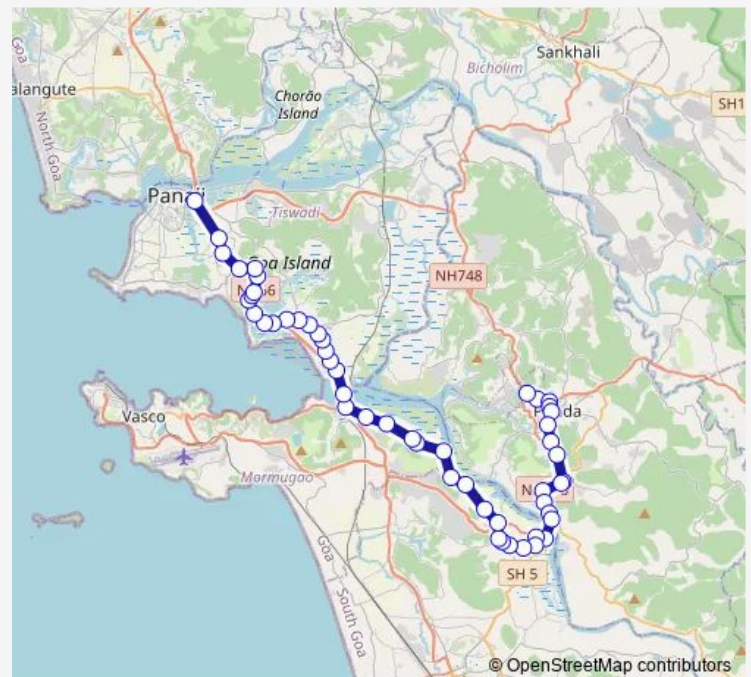 Sankhali
Bicholim
Goa
alangute
SH1
Chorão
Island
North Goa
Tiswadi
Goa Island
NH748
Vasco
Mormugao
Goa
South Goa
SH 5
© OpenStreetMap contributors